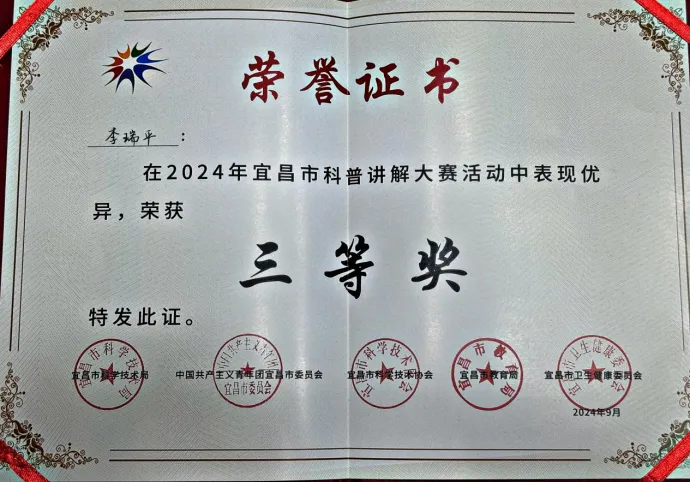 荣誉证书
李瑞平：
在2024年宜昌市科普讲解大赛活动中表现优
异，荣获
三等奖
特发此证。
宜昌市科学技术局 中国共产主义青年团宜昌市委员会 宜昌市科学技术协会 宜昌市教育局 宜昌市卫生健康委员会
2024年9月